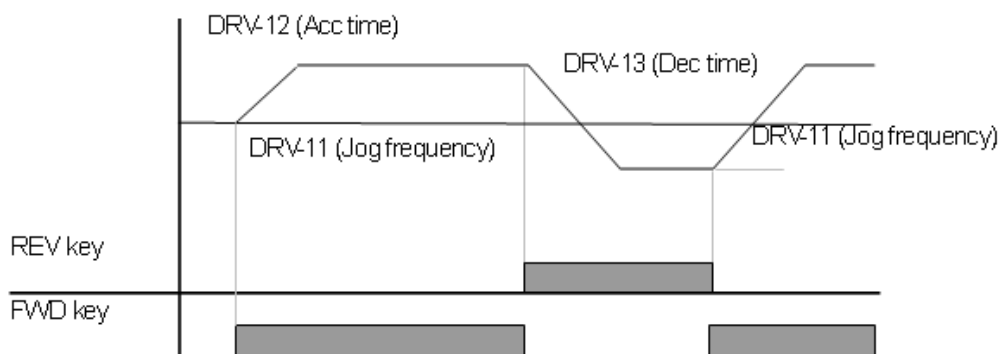 DRV-12 (Acc time)
DRV-13 (Dec time)
DRV-11 (Jog frequency)
DRV-11 (Jog frequency)
REV key
FWD key